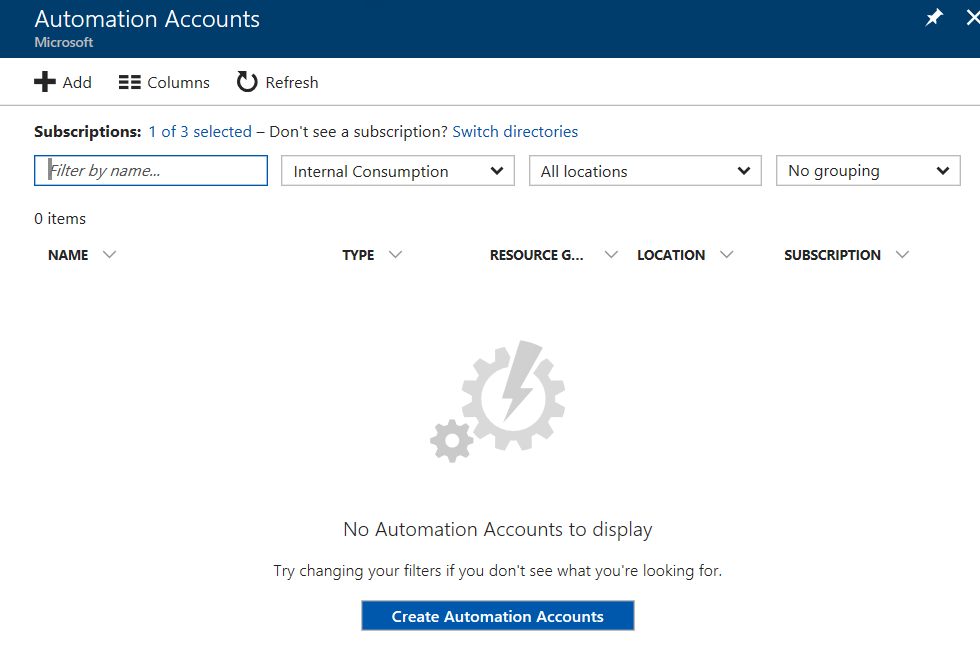 Automation Accounts
Microsoft
Add Columns Refresh
Subscriptions: 1 of 3 selected – Don't see a subscription? Switch directories
Filter by name... Internal Consumption All locations No grouping
0 items
NAME TYPE RESOURCE G... LOCATION SUBSCRIPTION
No Automation Accounts to display
Try changing your filters if you don't see what you're looking for.
Create Automation Accounts